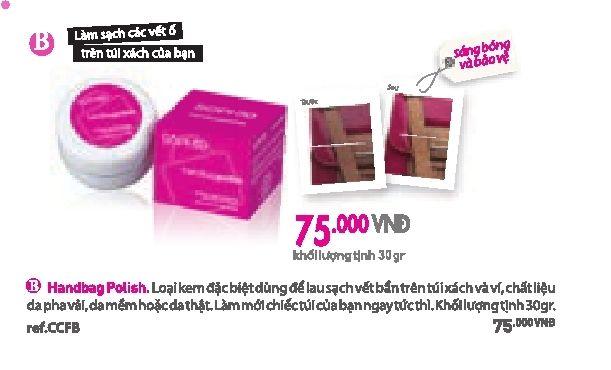 B
Làm sạch các vết ố
trên túi xách của bạn
sáng bóng
và bảo vệ
Trước
Sau
75.000 VNĐ
khối lượng tịnh 30gr
B Handbag Polish. Loại kem đặc biệt dùng để lau sạch vết bẩn trên túi xách và ví, chất liệu
da pha vải, da mềm hoặc da thật. Làm mới chiếc túi của bạn ngay tức thì. Khối lượng tịnh 30gr.
ref.CCFB 75.000 VNĐ